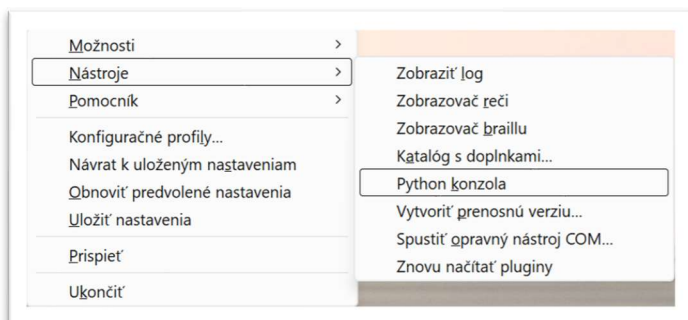 Možnosti
Nástroje
Pomocník
Konfiguračné profily...
Návrat k uloženým nastaveniam
Obnoviť predvolené nastavenia
Uložiť nastavenia
Prispieť
Ukončiť
Zobraziť log
Zobrazovač reči
Zobrazovač braillu
Katalóg s doplnkami...
Python konzola
Vytvoriť prenosnú verziu...
Spustiť opravný nástroj COM...
Znovu načítať pluginy